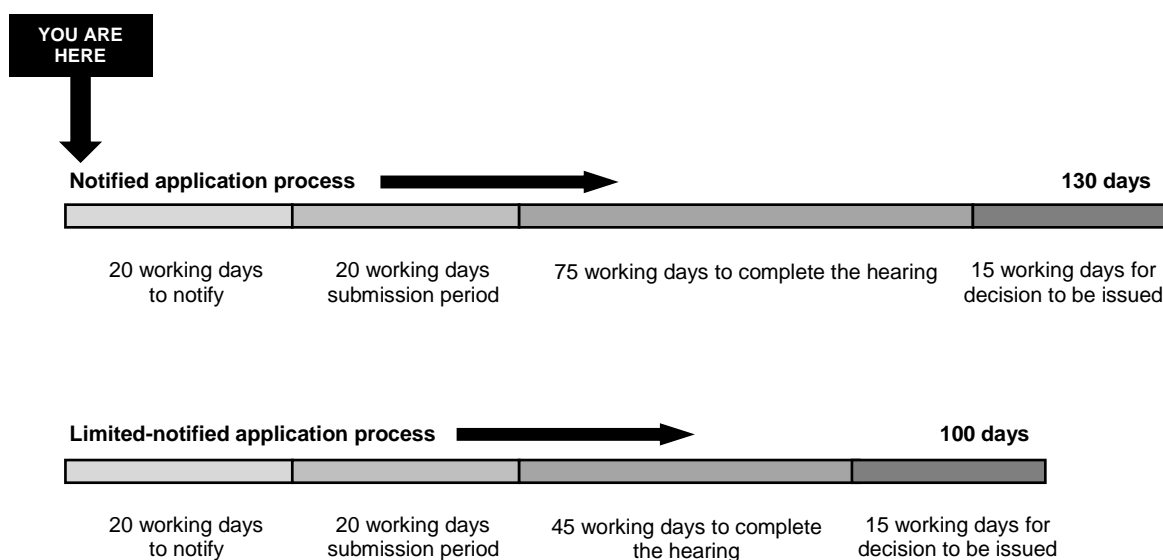 YOU ARE
HERE
Notified application process
130 days
20 working days
to notify
20 working days
submission period
75 working days to complete the hearing
15 working days for
decision to be issued
Limited-notified application process
100 days
20 working days
to notify
20 working days
submission period
45 working days to complete
the hearing
15 working days for
decision to be issued